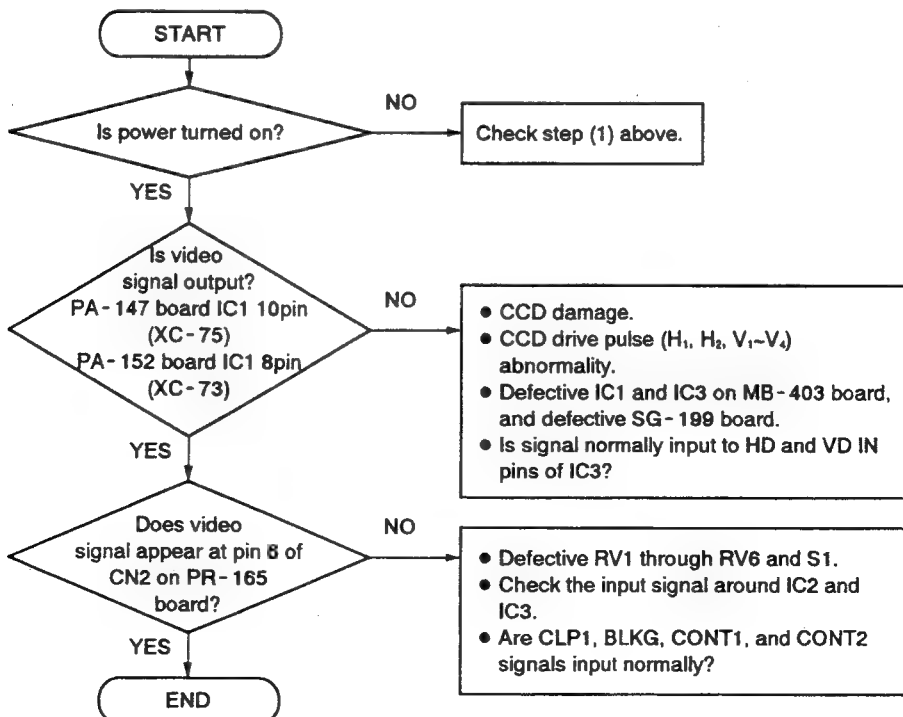 START
Is power turned on?
NO
Check step (1) above.
YES
Is video
signal output?
PA-147 board IC1 10pin
(XC-75)
PA-152 board IC1 8pin
(XC-73)
NO
● CCD damage.
● CCD drive pulse (H₁, H₂, V₁~V₄)
abnormality.
● Defective IC1 and IC3 on MB-403 board,
and defective SG-199 board.
● Is signal normally input to HD and VD IN
pins of IC3?
YES
Does video
signal appear at pin 6 of
CN2 on PR-165
board?
NO
● Defective RV1 through RV6 and S1.
● Check the input signal around IC2 and
IC3.
● Are CLP1, BLKG, CONT1, and CONT2
signals input normally?
YES
END